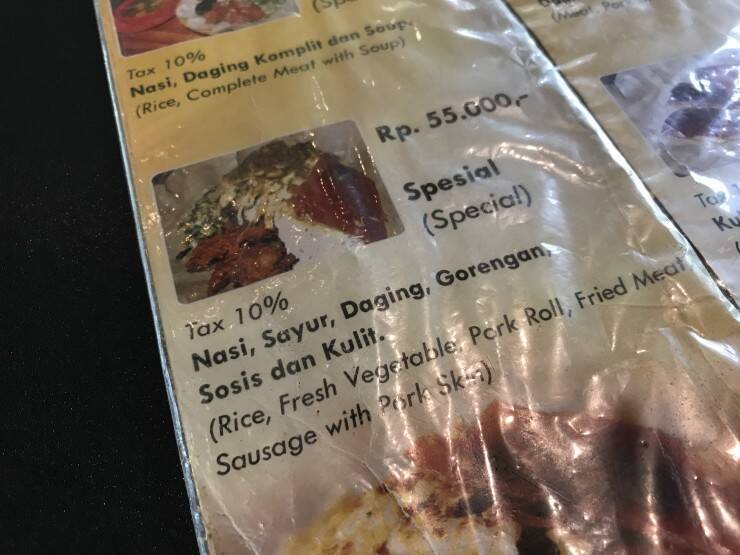 Tax 10%
Nasi, Daging Komplit dan Soup.
(Rice, Complete Meat with Soup)
Rp. 55.000,-
Spesial
(Special)
Tax 10%
Nasi, Sayur, Daging, Gorengan,
Sosis dan Kulit.
(Rice, Fresh Vegetable, Pork Roll, Fried Meat
Sausage with Pork Skin)